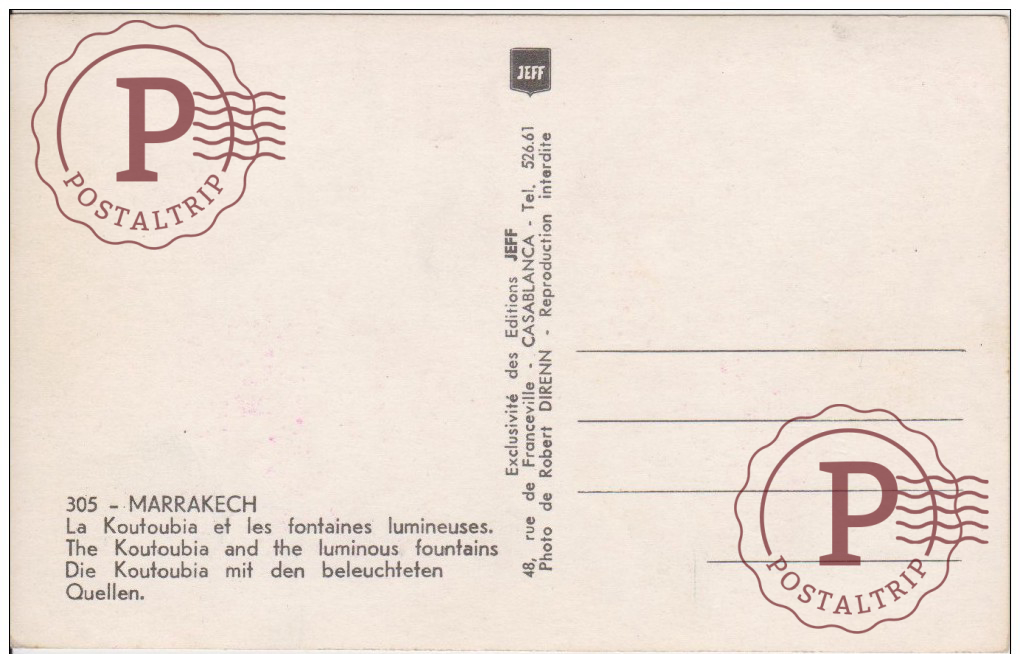 P
POSTALTRIP
305 - MARRAKECH
La Koutoubia et les fontaines lumineuses.
The Koutoubia and the luminous fountains
Die Koutoubia mit den beleuchteten
Quellen.
JEFF
Exclusivité des Editions JEFF
48, rue de Franceville - CASABLANCA - Tel. 526.61
Photo de Robert DIRENN - Reproduction interdite
P
POSTALTRIP